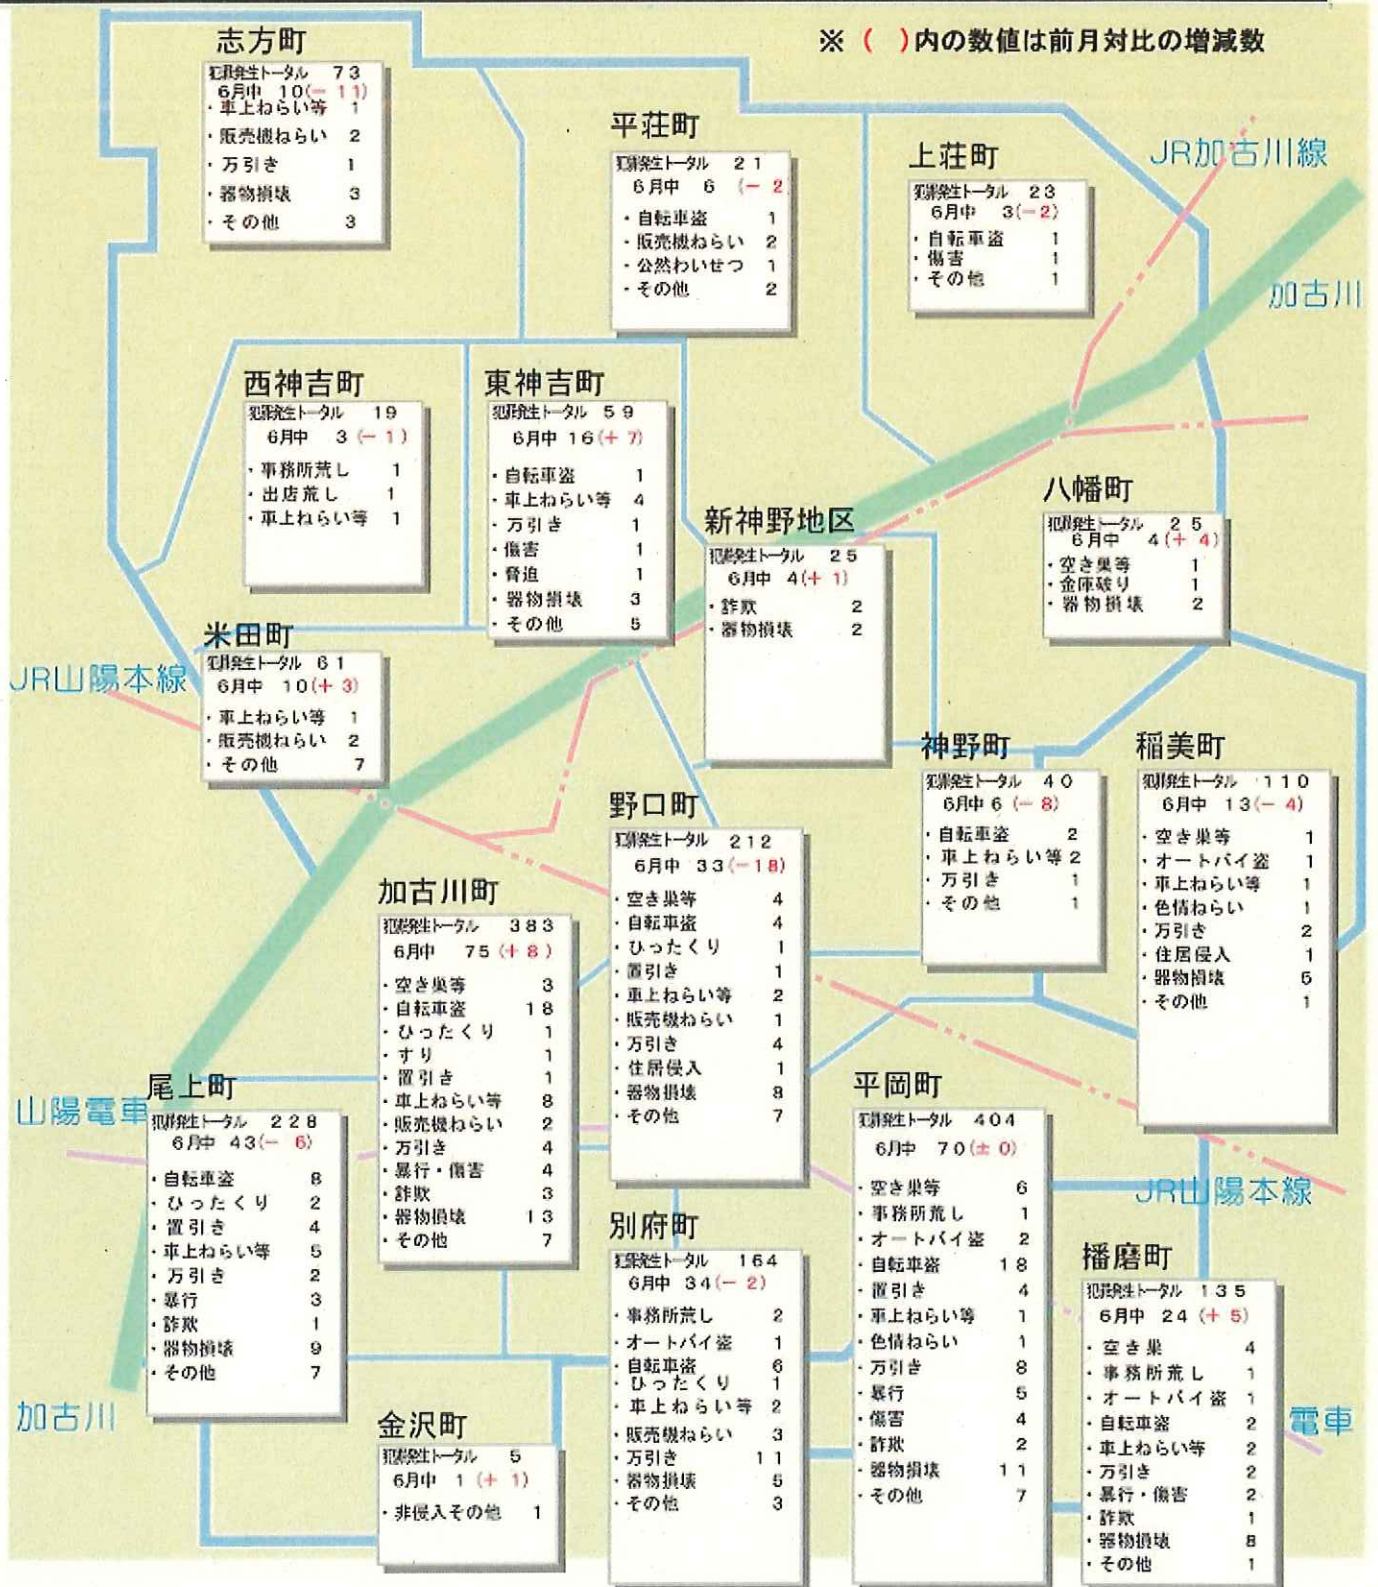 ※ ( )内の数値は前月対比の増減数
志方町
犯罪発生トータル 73
6月中 10(－11)
・車上ねらい等 1
・販売機ねらい 2
・万引き 1
・器物損壊 3
・その他 3
平荘町
犯罪発生トータル 21
6月中 6 (－2
・自転車盗 1
・販売機ねらい 2
・公然わいせつ 1
・その他 2
上荘町
犯罪発生トータル 23
6月中 3(－2)
・自転車盗 1
・傷害 1
・その他 1
JR加古川線
加古川
西神吉町
犯罪発生トータル 19
6月中 3 (－1)
・事務所荒し 1
・出店荒し 1
・車上ねらい等 1
東神吉町
犯罪発生トータル 59
6月中 16(＋7)
・自転車盗 1
・車上ねらい等 4
・万引き 1
・傷害 1
・脅迫 1
・器物損壊 3
・その他 5
新神野地区
犯罪発生トータル 25
6月中 4(＋1)
・詐欺 2
・器物損壊 2
八幡町
犯罪発生トータル 25
6月中 4(＋4)
・空き巣等 1
・金庫破り 1
・器物損壊 2
米田町
犯罪発生トータル 61
6月中 10(＋3)
・車上ねらい等 1
・販売機ねらい 2
・その他 7
JR山陽本線
神野町
犯罪発生トータル 40
6月中 6 (－8)
・自転車盗 2
・車上ねらい等 2
・万引き 1
・その他 1
稲美町
犯罪発生トータル 110
6月中 13(－4)
・空き巣等 1
・オートバイ盗 1
・車上ねらい等 1
・色情ねらい 1
・万引き 2
・住居侵入 1
・器物損壊 5
・その他 1
野口町
犯罪発生トータル 212
6月中 33(－18)
・空き巣等 4
・自転車盗 4
・ひったくり 1
・置引き 1
・車上ねらい等 2
・販売機ねらい 1
・万引き 4
・住居侵入 1
・器物損壊 8
・その他 7
加古川町
犯罪発生トータル 383
6月中 75(＋8)
・空き巣等 3
・自転車盗 18
・ひったくり 1
・すり 1
・置引き 1
・車上ねらい等 8
・販売機ねらい 2
・万引き 4
・暴行・傷害 4
・詐欺 3
・器物損壊 13
・その他 7
尾上町
犯罪発生トータル 228
6月中 43(－6)
・自転車盗 8
・ひったくり 2
・置引き 4
・車上ねらい等 5
・万引き 2
・暴行 3
・詐欺 1
・器物損壊 9
・その他 7
山陽電車
加古川
平岡町
犯罪発生トータル 404
6月中 70(±0)
・空き巣等 6
・事務所荒し 1
・オートバイ盗 2
・自転車盗 18
・置引き 4
・車上ねらい等 1
・色情ねらい 1
・万引き 8
・暴行 5
・傷害 4
・詐欺 2
・器物損壊 11
・その他 7
JR山陽本線
別府町
犯罪発生トータル 164
6月中 34(－2)
・事務所荒し 2
・オートバイ盗 1
・自転車盗 6
・ひったくり 1
・車上ねらい等 2
・販売機ねらい 3
・万引き 11
・器物損壊 5
・その他 3
播磨町
犯罪発生トータル 135
6月中 24 (＋5)
・空き巣 4
・事務所荒し 1
・オートバイ盗 1
・自転車盗 2
・車上ねらい等 2
・万引き 2
・暴行・傷害 2
・詐欺 1
・器物損壊 8
・その他 1
電車
金沢町
犯罪発生トータル 5
6月中 1 (＋1)
・非侵入その他 1